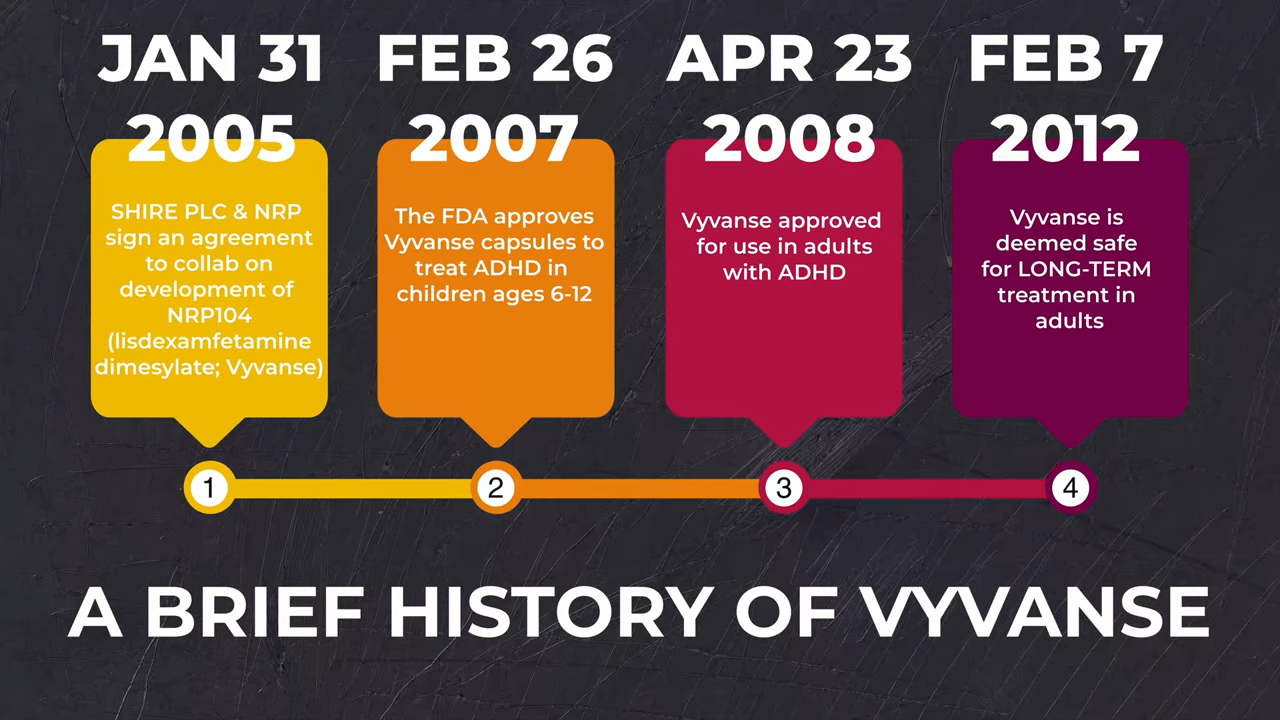 JAN 31
2005
SHIRE PLC & NRP
sign an agreement
to collab on
development of
NRP104
(lisdexamfetamine
dimesylate; Vyvanse)
FEB 26
2007
The FDA approves
Vyvanse capsules to
treat ADHD in
children ages 6-12
APR 23
2008
Vyvanse approved
for use in adults
with ADHD
FEB 7
2012
Vyvanse is
deemed safe
for LONG-TERM
treatment in
adults
1
2
3
4
A BRIEF HISTORY OF VYVANSE